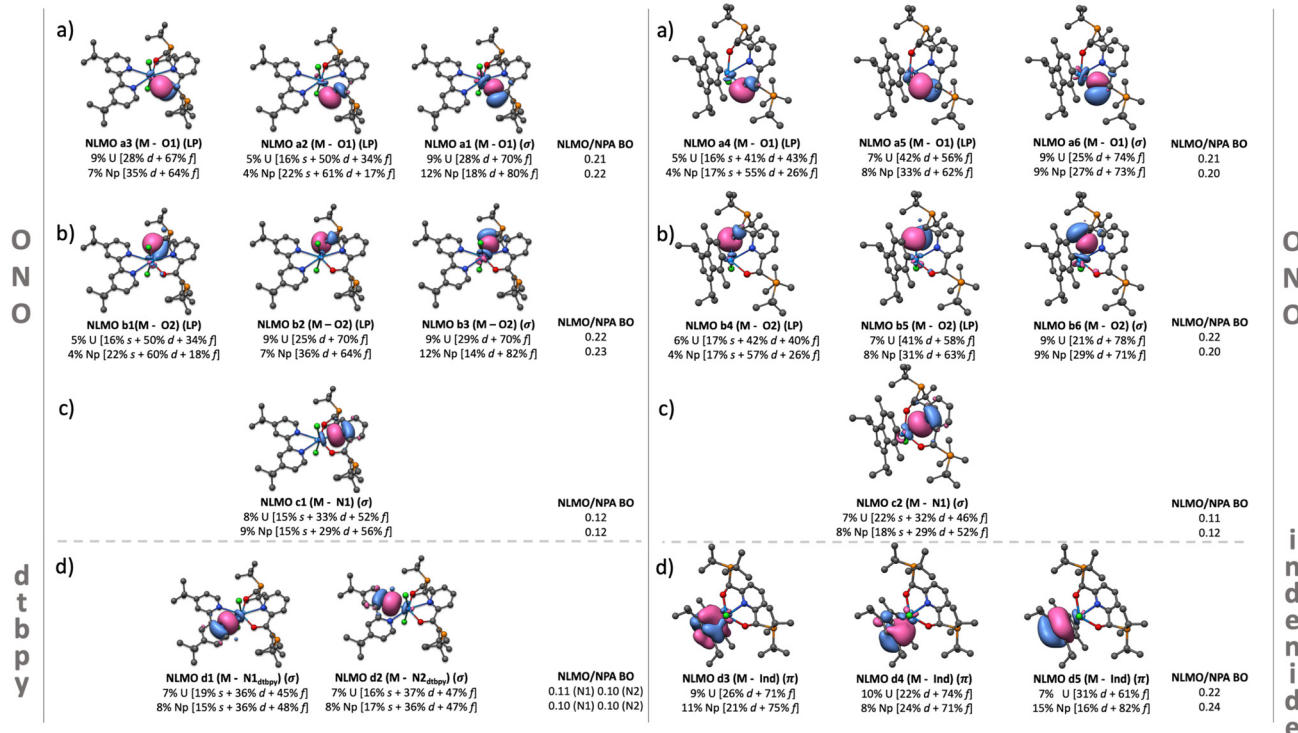 a)
NLMO a3 (M - O1) (LP)
9% U [28% d + 67% f]
7% Np [35% d + 64% f]
NLMO a2 (M - O1) (LP)
5% U [16% s + 50% d + 34% f]
4% Np [22% s + 61% d + 17% f]
NLMO a1 (M - O1) (σ)
9% U [28% d + 70% f]
12% Np [18% d + 80% f]
NLMO/NPA BO
0.21
0.22
b)
NLMO b1(M - O2) (LP)
5% U [16% s + 50% d + 34% f]
4% Np [22% s + 60% d + 18% f]
NLMO b2 (M – O2) (LP)
9% U [25% d + 70% f]
7% Np [36% d + 64% f]
NLMO b3 (M – O2) (σ)
9% U [29% d + 70% f]
12% Np [14% d + 82% f]
NLMO/NPA BO
0.22
0.23
c)
NLMO c1 (M - N1) (σ)
8% U [15% s + 33% d + 52% f]
9% Np [15% s + 29% d + 56% f]
NLMO/NPA BO
0.12
0.12
ONO
d)
NLMO d1 (M - N1dtbpy) (σ)
7% U [19% s + 36% d + 45% f]
8% Np [15% s + 36% d + 48% f]
NLMO d2 (M - N2dtbpy) (σ)
7% U [16% s + 37% d + 47% f]
8% Np [17% s + 36% d + 47% f]
NLMO/NPA BO
0.11 (N1) 0.10 (N2)
0.10 (N1) 0.10 (N2)
dtbpy
a)
NLMO a4 (M - O1) (LP)
5% U [16% s + 41% d + 43% f]
4% Np [17% s + 55% d + 26% f]
NLMO a5 (M - O1) (LP)
7% U [42% d + 56% f]
8% Np [33% d + 62% f]
NLMO a6 (M - O1) (σ)
9% U [25% d + 74% f]
9% Np [27% d + 73% f]
NLMO/NPA BO
0.21
0.20
b)
NLMO b4 (M - O2) (LP)
6% U [17% s + 42% d + 40% f]
4% Np [17% s + 57% d + 26% f]
NLMO b5 (M - O2) (LP)
7% U [41% d + 58% f]
8% Np [31% d + 63% f]
NLMO b6 (M - O2) (σ)
9% U [21% d + 78% f]
9% Np [29% d + 71% f]
NLMO/NPA BO
0.22
0.20
c)
NLMO c2 (M - N1) (σ)
7% U [22% s + 32% d + 46% f]
8% Np [18% s + 29% d + 52% f]
NLMO/NPA BO
0.11
0.12
ONO
d)
NLMO d3 (M - Ind) (π)
9% U [26% d + 71% f]
11% Np [21% d + 75% f]
NLMO d4 (M - Ind) (π)
10% U [22% d + 74% f]
8% Np [24% d + 71% f]
NLMO d5 (M - Ind) (π)
7% U [31% d + 61% f]
15% Np [16% d + 82% f]
NLMO/NPA BO
0.22
0.24
indenide